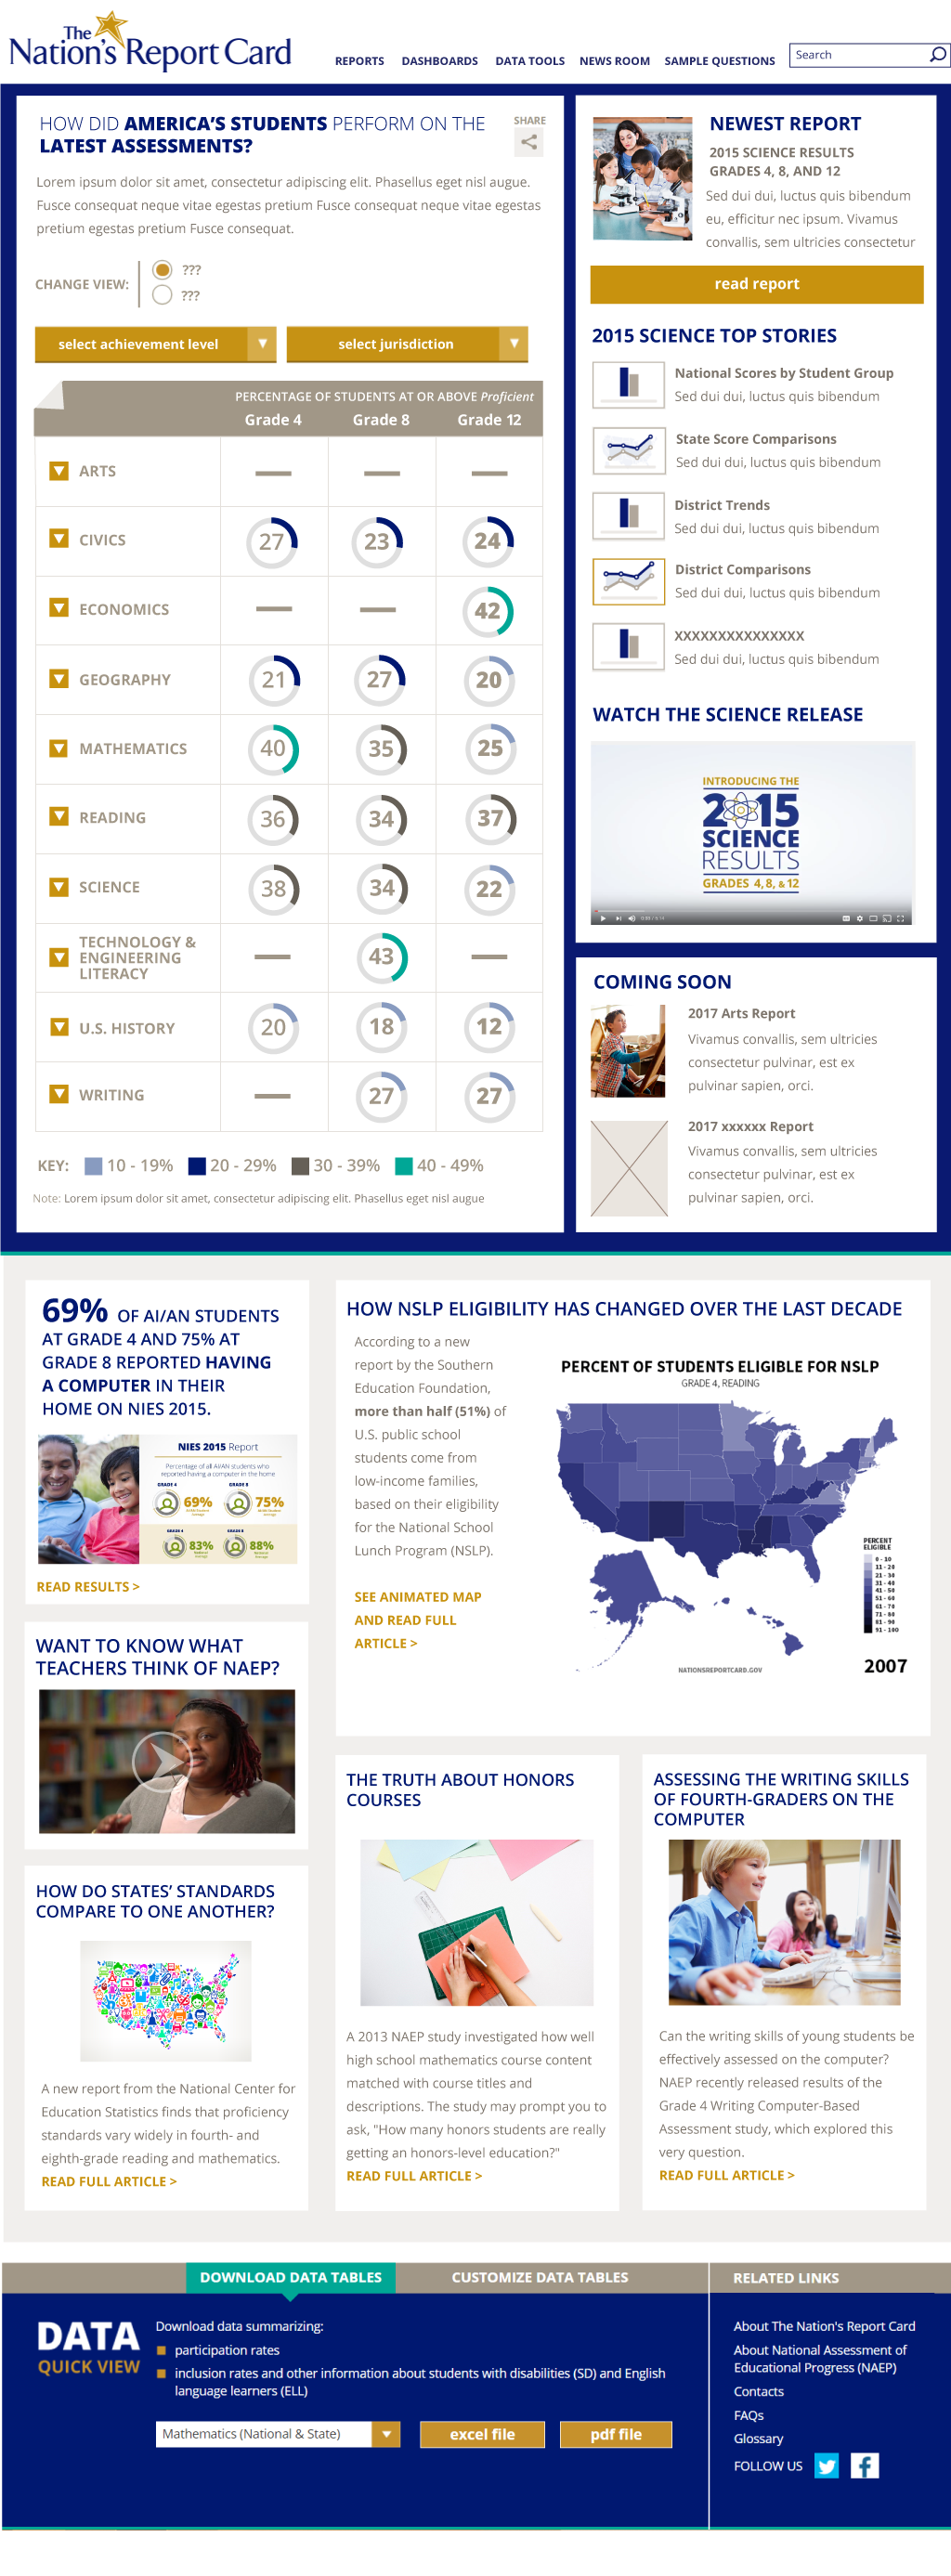 The
Nation's Report Card
REPORTS DASHBOARDS DATA TOOLS NEWS ROOM SAMPLE QUESTIONS Search
HOW DID AMERICA'S STUDENTS PERFORM ON THE
LATEST ASSESSMENTS?
SHARE
Lorem ipsum dolor sit amet, consectetur adipiscing elit. Phasellus eget nisl augue.
Fusce consequat neque vitae egestas pretium Fusce consequat neque vitae egestas
pretium egestas pretium Fusce consequat.
CHANGE VIEW:
???
???
select achievement level
select jurisdiction
PERCENTAGE OF STUDENTS AT OR ABOVE Proficient
Grade 4 Grade 8 Grade 12
ARTS — — —
CIVICS 27 23 24
ECONOMICS — — 42
GEOGRAPHY 21 27 20
MATHEMATICS 40 35 25
READING 36 34 37
SCIENCE 38 34 22
TECHNOLOGY &
ENGINEERING
LITERACY
— 43 —
U.S. HISTORY 20 18 12
WRITING — 27 27
KEY: 10 - 19% 20 - 29% 30 - 39% 40 - 49%
Note: Lorem ipsum dolor sit amet, consectetur adipiscing elit. Phasellus eget nisl augue
NEWEST REPORT
2015 SCIENCE RESULTS
GRADES 4, 8, AND 12
Sed dui dui, luctus quis bibendum
eu, efficitur nec ipsum. Vivamus
convallis, sem ultricies consectetur
read report
2015 SCIENCE TOP STORIES
National Scores by Student Group
Sed dui dui, luctus quis bibendum
State Score Comparisons
Sed dui dui, luctus quis bibendum
District Trends
Sed dui dui, luctus quis bibendum
District Comparisons
Sed dui dui, luctus quis bibendum
XXXXXXXXXXXXXXX
Sed dui dui, luctus quis bibendum
WATCH THE SCIENCE RELEASE
INTRODUCING THE
2015
SCIENCE
RESULTS
GRADES 4, 8, & 12
COMING SOON
2017 Arts Report
Vivamus convallis, sem ultricies
consectetur pulvinar, est ex
pulvinar sapien, orci.
2017 xxxxxx Report
Vivamus convallis, sem ultricies
consectetur pulvinar, est ex
pulvinar sapien, orci.
69% OF AI/AN STUDENTS
AT GRADE 4 AND 75% AT
GRADE 8 REPORTED HAVING
A COMPUTER IN THEIR
HOME ON NIES 2015.
NIES 2015 Report
Percentage of all AI/AN students who
reported having a computer in the home
GRADE 4 GRADE 8
69% 75%
GRADE 4 GRADE 8
83% 88%
READ RESULTS >
WANT TO KNOW WHAT
TEACHERS THINK OF NAEP?
HOW DO STATES' STANDARDS
COMPARE TO ONE ANOTHER?
A new report from the National Center for
Education Statistics finds that proficiency
standards vary widely in fourth- and
eighth-grade reading and mathematics.
READ FULL ARTICLE >
HOW NSLP ELIGIBILITY HAS CHANGED OVER THE LAST DECADE
According to a new
report by the Southern
Education Foundation,
more than half (51%) of
U.S. public school
students come from
low-income families,
based on their eligibility
for the National School
Lunch Program (NSLP).
SEE ANIMATED MAP
AND READ FULL
ARTICLE >
PERCENT OF STUDENTS ELIGIBLE FOR NSLP
GRADE 4, READING
PERCENT
ELIGIBLE
0 - 10
11 - 20
21 - 30
31 - 40
41 - 50
51 - 60
61 - 70
71 - 80
81 - 90
91 - 100
NATIONSREPORTCARD.GOV
2007
THE TRUTH ABOUT HONORS
COURSES
A 2013 NAEP study investigated how well
high school mathematics course content
matched with course titles and
descriptions. The study may prompt you to
ask, "How many honors students are really
getting an honors-level education?"
READ FULL ARTICLE >
ASSESSING THE WRITING SKILLS
OF FOURTH-GRADERS ON THE
COMPUTER
Can the writing skills of young students be
effectively assessed on the computer?
NAEP recently released results of the
Grade 4 Writing Computer-Based
Assessment study, which explored this
very question.
READ FULL ARTICLE >
DOWNLOAD DATA TABLES CUSTOMIZE DATA TABLES
DATA
QUICK VIEW
Download data summarizing:
participation rates
inclusion rates and other information about students with disabilities (SD) and English
language learners (ELL)
Mathematics (National & State)
excel file
pdf file
RELATED LINKS
About The Nation's Report Card
About National Assessment of
Educational Progress (NAEP)
Contacts
FAQs
Glossary
FOLLOW US